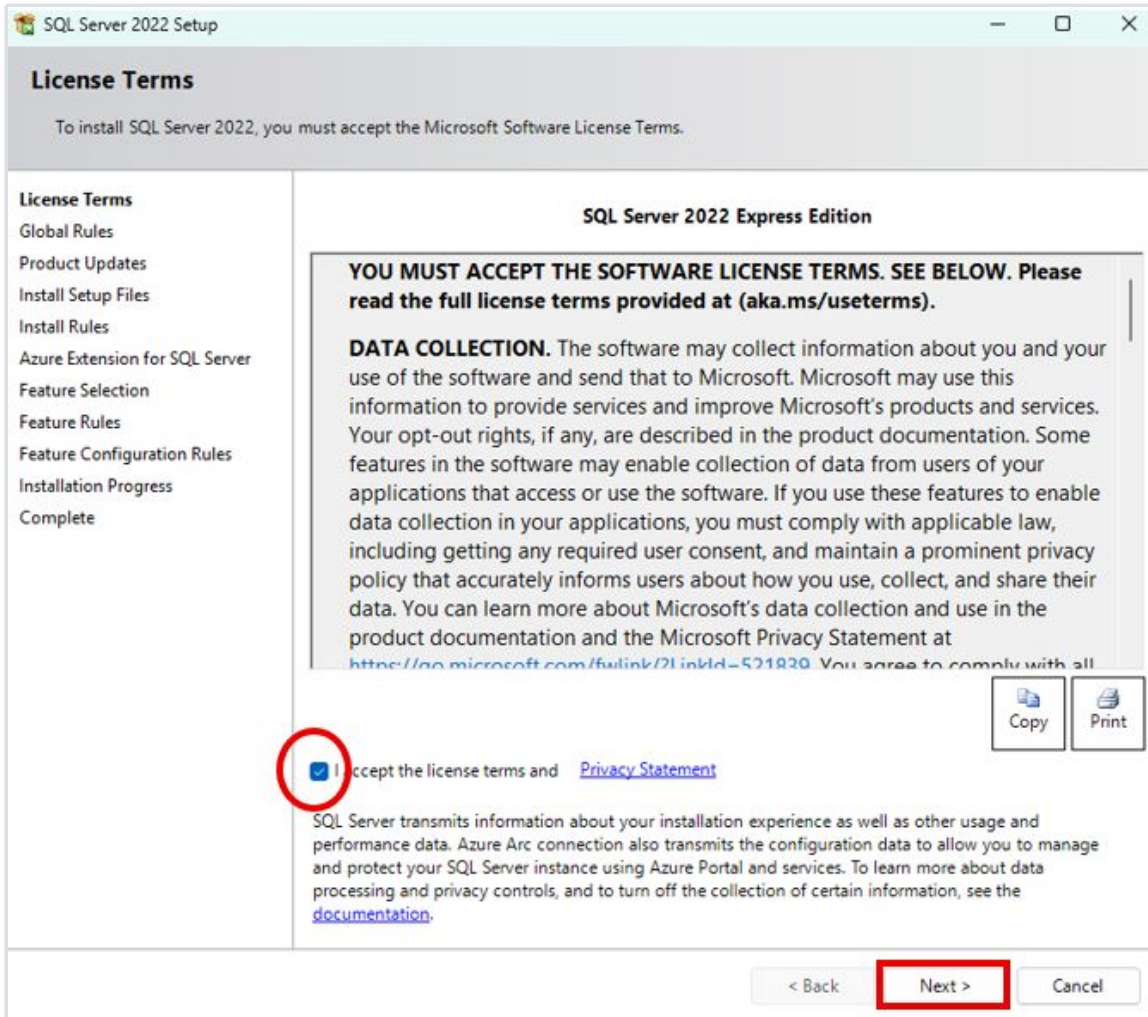 SQL Server 2022 Setup
License Terms
To install SQL Server 2022, you must accept the Microsoft Software License Terms.
License Terms
Global Rules
Product Updates
Install Setup Files
Install Rules
Azure Extension for SQL Server
Feature Selection
Feature Rules
Feature Configuration Rules
Installation Progress
Complete
SQL Server 2022 Express Edition
YOU MUST ACCEPT THE SOFTWARE LICENSE TERMS. SEE BELOW. Please
read the full license terms provided at (aka.ms/useterms).
DATA COLLECTION. The software may collect information about you and your
use of the software and send that to Microsoft. Microsoft may use this
information to provide services and improve Microsoft's products and services.
Your opt-out rights, if any, are described in the product documentation. Some
features in the software may enable collection of data from users of your
applications that access or use the software. If you use these features to enable
data collection in your applications, you must comply with applicable law,
including getting any required user consent, and maintain a prominent privacy
policy that accurately informs users about how you use, collect, and share their
data. You can learn more about Microsoft's data collection and use in the
product documentation and the Microsoft Privacy Statement at
https://go.microsoft.com/fwlink/?LinkId=521839. You agree to comply with all
Copy
Print
I accept the license terms and Privacy Statement
SQL Server transmits information about your installation experience as well as other usage and
performance data. Azure Arc connection also transmits the configuration data to allow you to manage
and protect your SQL Server instance using Azure Portal and services. To learn more about data
processing and privacy controls, and to turn off the collection of certain information, see the
documentation.
< Back
Next >
Cancel